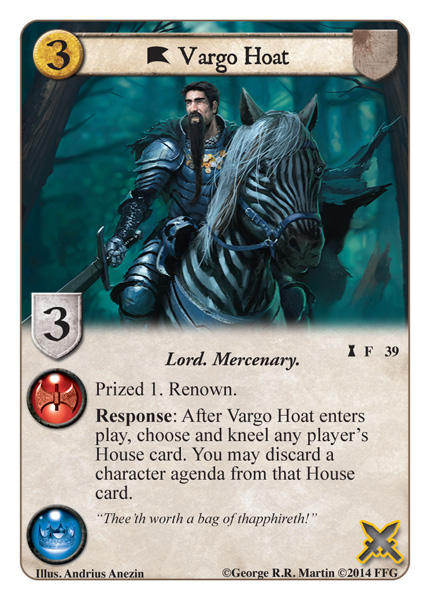 3
Vargo Hoat
3
Lord. Mercenary.
F 39
Prized 1. Renown.
Response: After Vargo Hoat enters
play, choose and kneel any player's
House card. You may discard a
character agenda from that House
card.
"Thee'th worth a bag of thapphireth!"
Illus. Andrius Anezin
©George R.R. Martin ©2014 FFG